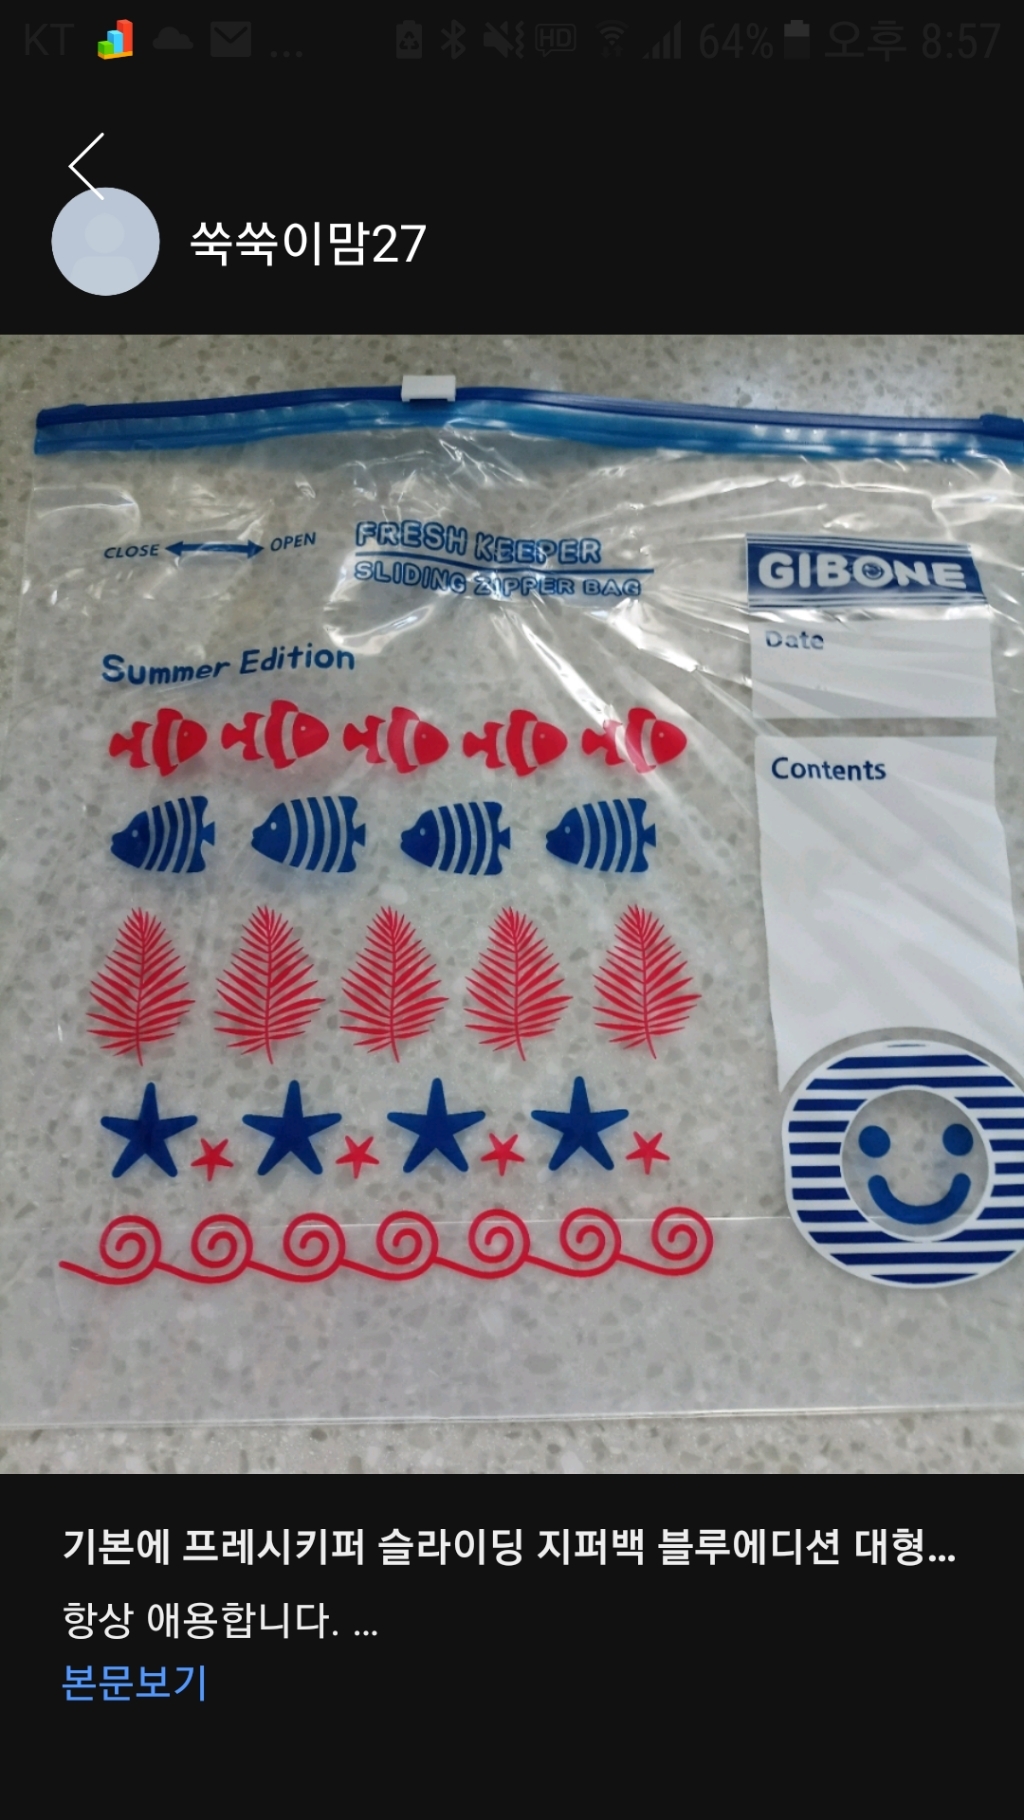 KT ... HD 64% 오후 8:57
쑥쑥이맘27
CLOSE OPEN
FRESH KEEPER
SLIDING ZIPPER BAG
GIBONE
Date
Summer Edition
Contents
기본에 프레시키퍼 슬라이딩 지퍼백 블루에디션 대형...
항상 애용합니다. ...
본문보기